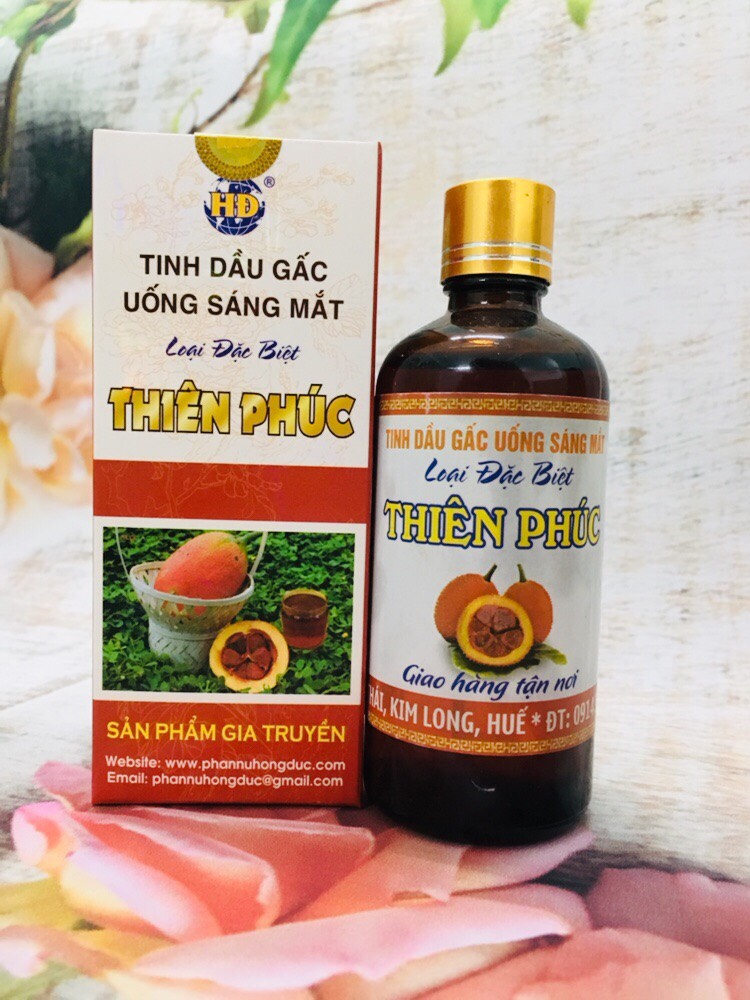 HĐ
®
TINH DẦU GẤC
UỐNG SÁNG MẮT
Loại Đặc Biệt
THIÊN PHÚC
SẢN PHẨM GIA TRUYỀN
Website: www.phannuhongduc.com
Email: phannuhongduc@gmail.com
TINH DẦU GẤC UỐNG SÁNG MẮT
Loại Đặc Biệt
THIÊN PHÚC
Giao hàng tận nơi
KIM LONG, HUẾ * ĐT: 0914